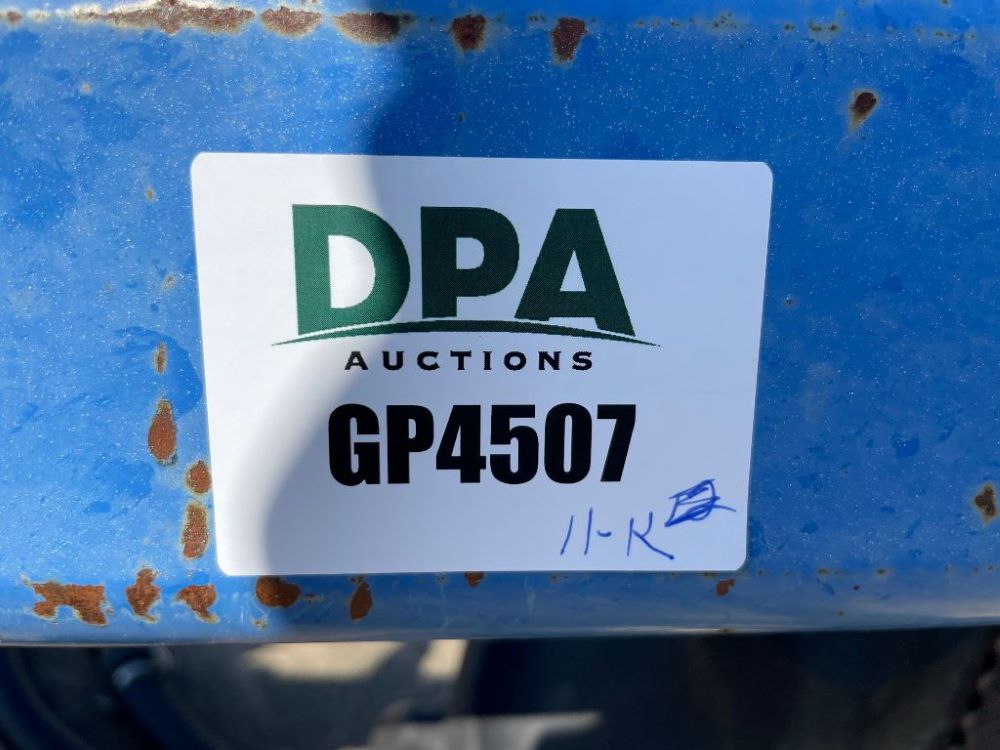 DPA
AUCTIONS
GP4507
11-K